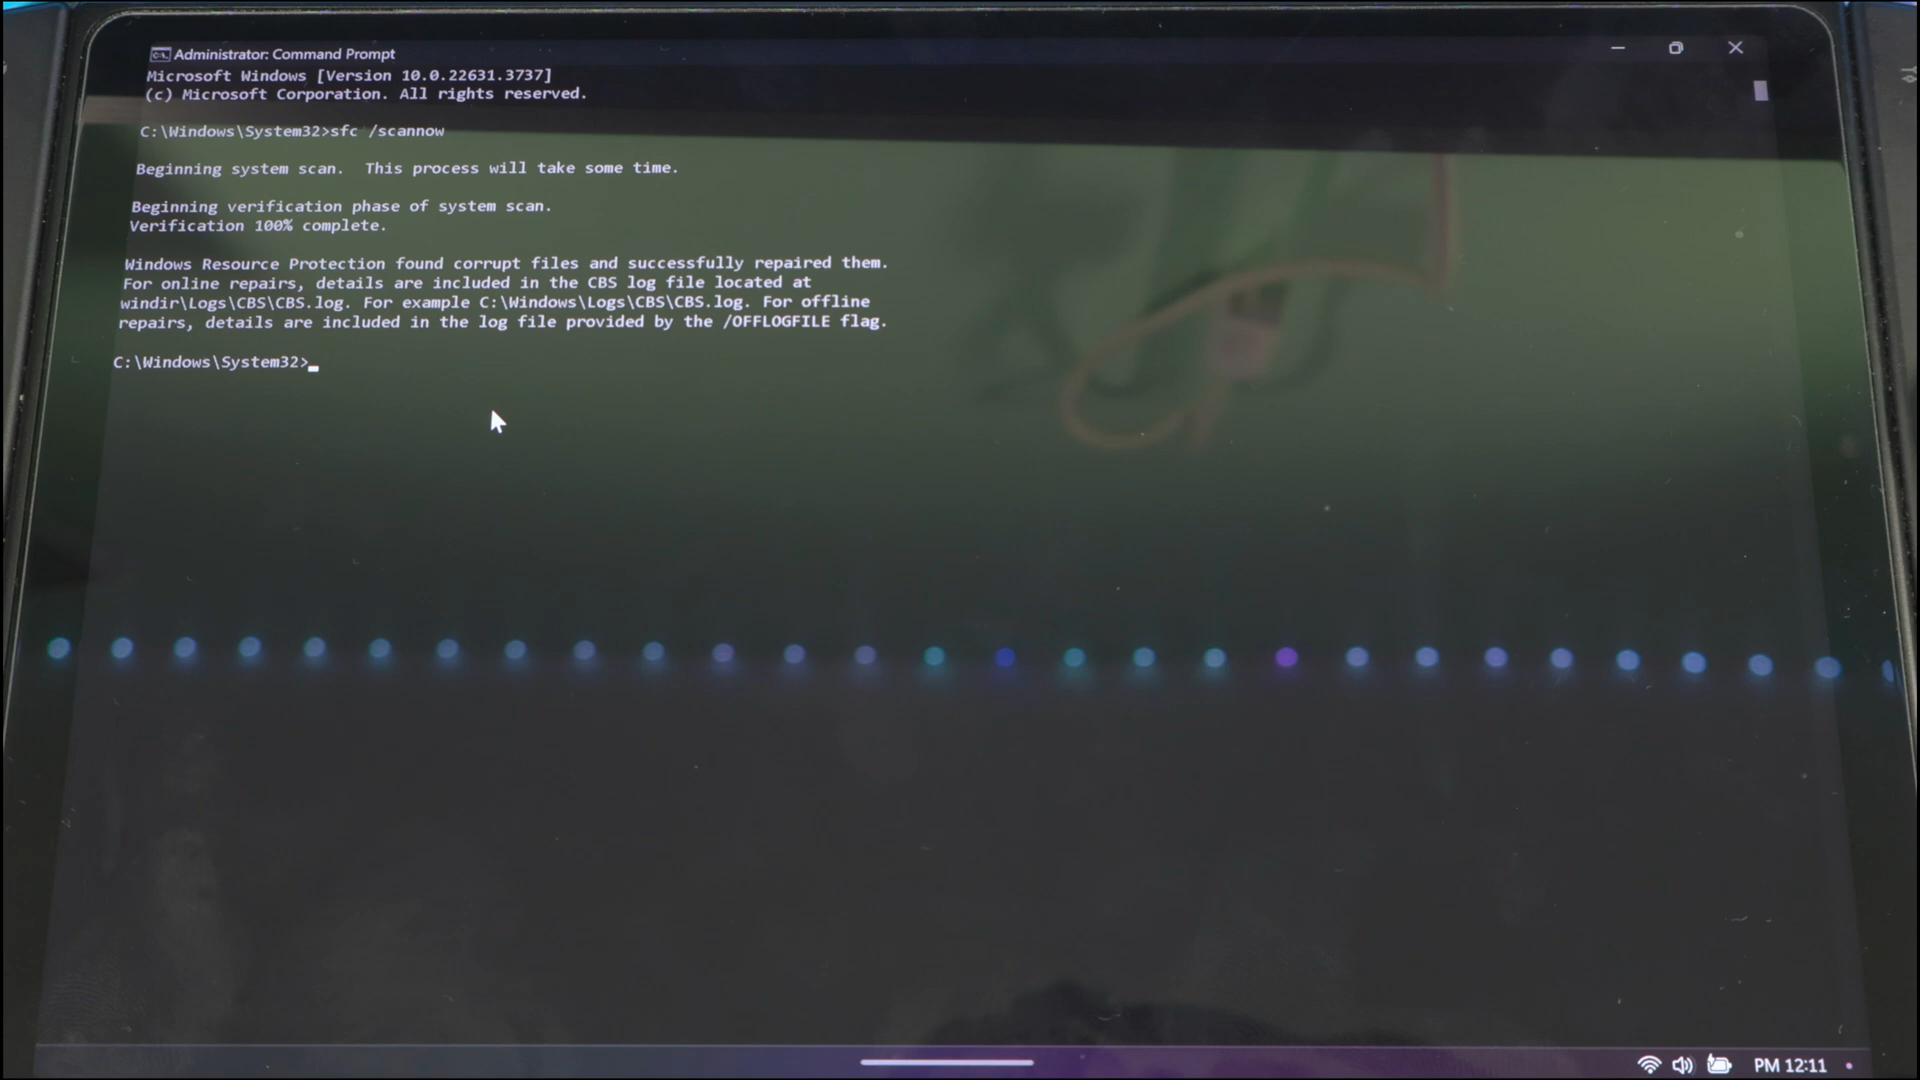 Administrator: Command Prompt
Microsoft Windows [Version 10.0.22631.3737]
(c) Microsoft Corporation. All rights reserved.
C:\Windows\System32>sfc /scannow
Beginning system scan.  This process will take some time.
Beginning verification phase of system scan.
Verification 100% complete.
Windows Resource Protection found corrupt files and successfully repaired them.
For online repairs, details are included in the CBS log file located at
windir\Logs\CBS\CBS.log. For example C:\Windows\Logs\CBS\CBS.log. For offline
repairs, details are included in the log file provided by the /OFFLOGFILE flag.
C:\Windows\System32>
PM 12:11